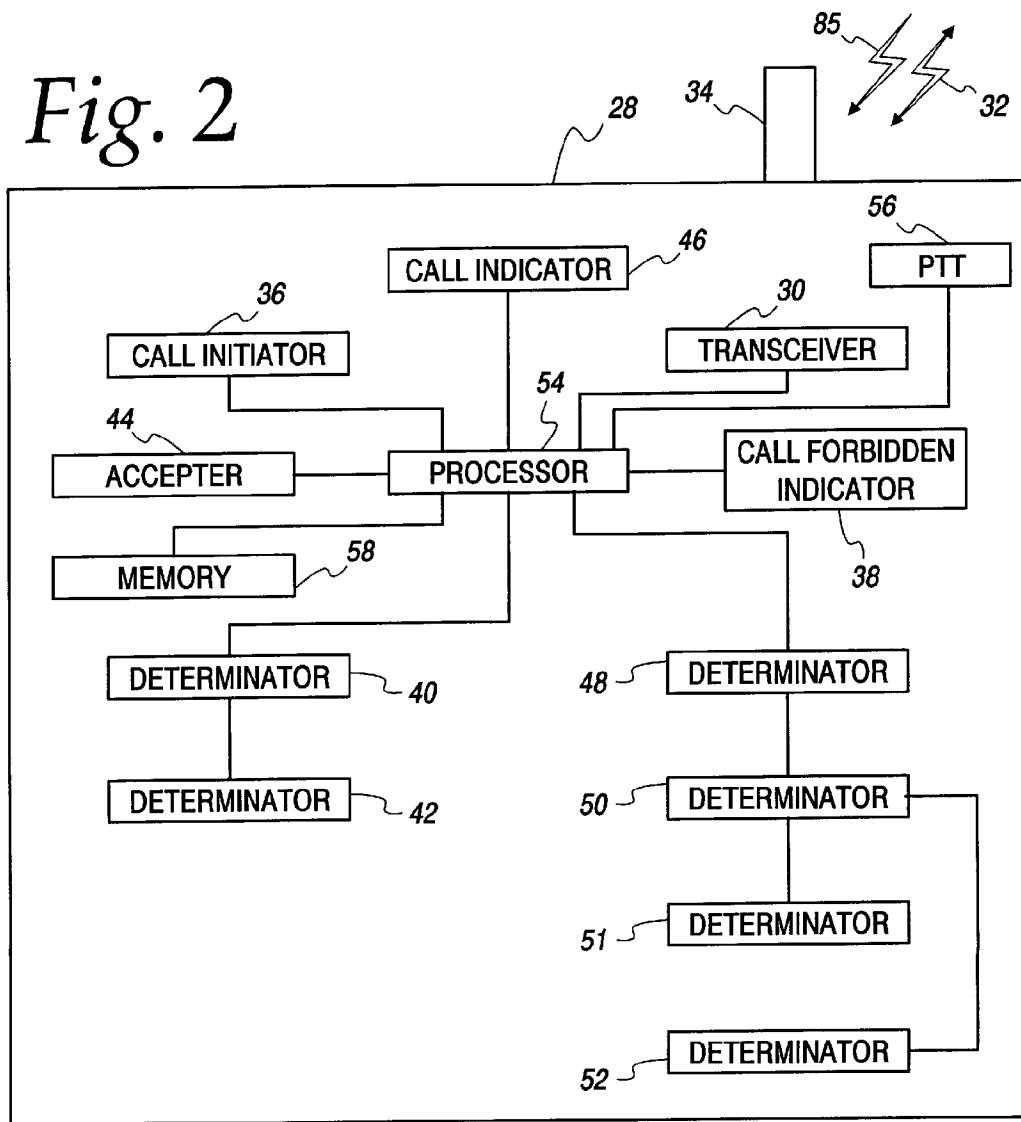 Fig. 2
85
34
32
28
56
PTT
46
CALL INDICATOR
36
30
CALL INITIATOR
TRANSCEIVER
44
54
ACCEPTER
PROCESSOR
CALL FORBIDDEN
INDICATOR
58
38
MEMORY
DETERMINATOR
40
48
DETERMINATOR
DETERMINATOR
42
50
DETERMINATOR
51
DETERMINATOR
52
DETERMINATOR